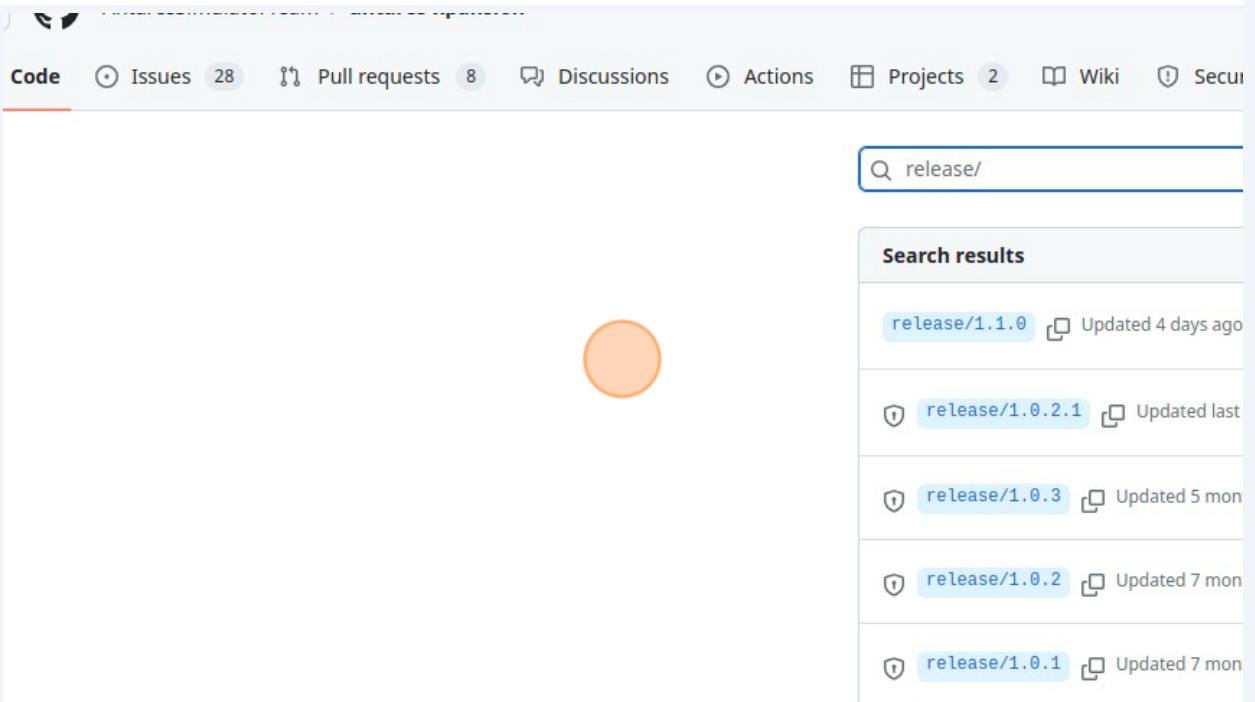 Code Issues 28 Pull requests 8 Discussions Actions Projects 2 Wiki
release/
Search results
release/1.1.0 Updated 4 days ago
release/1.0.2.1 Updated last
release/1.0.3 Updated 5 mon
release/1.0.2 Updated 7 mon
release/1.0.1 Updated 7 mon